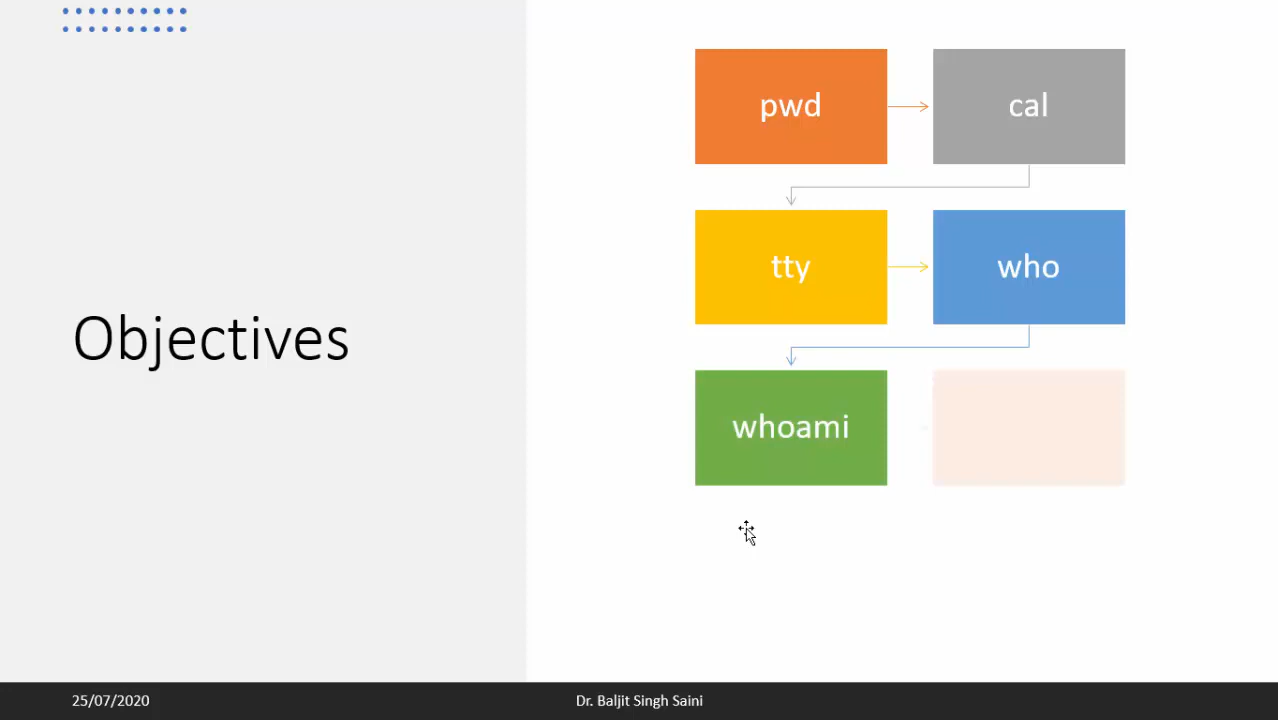 Objectives
pwd
cal
tty
who
whoami
25/07/2020
Dr. Baljit Singh Saini